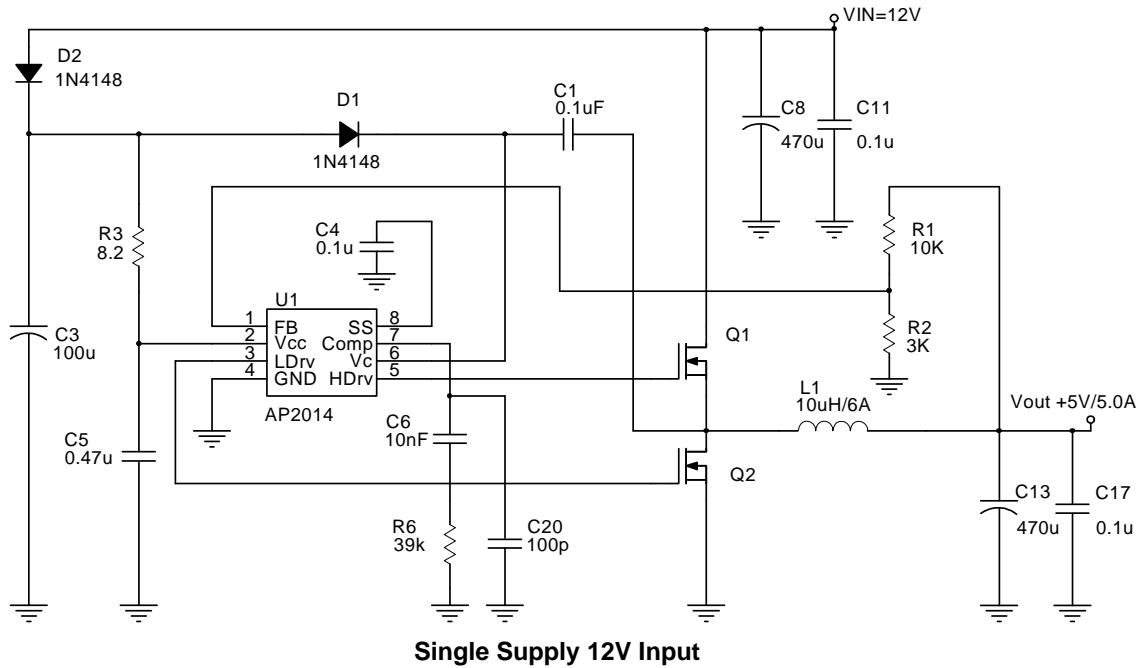 VIN=12V
D2
1N4148
D1
1N4148
C1
0.1uF
C8
470u
C11
0.1u
R3
8.2
C4
0.1u
R1
10K
R2
3K
C3
100u
U1
1
2
3
4
FB
Vcc
LDrv
GND
SS
Comp
Vc
HDrv
8
7
6
5
AP2014
Q1
Q2
L1
10uH/6A
Vout +5V/5.0A
C5
0.47u
C6
10nF
R6
39k
C20
100p
C13
470u
C17
0.1u
Single Supply 12V Input